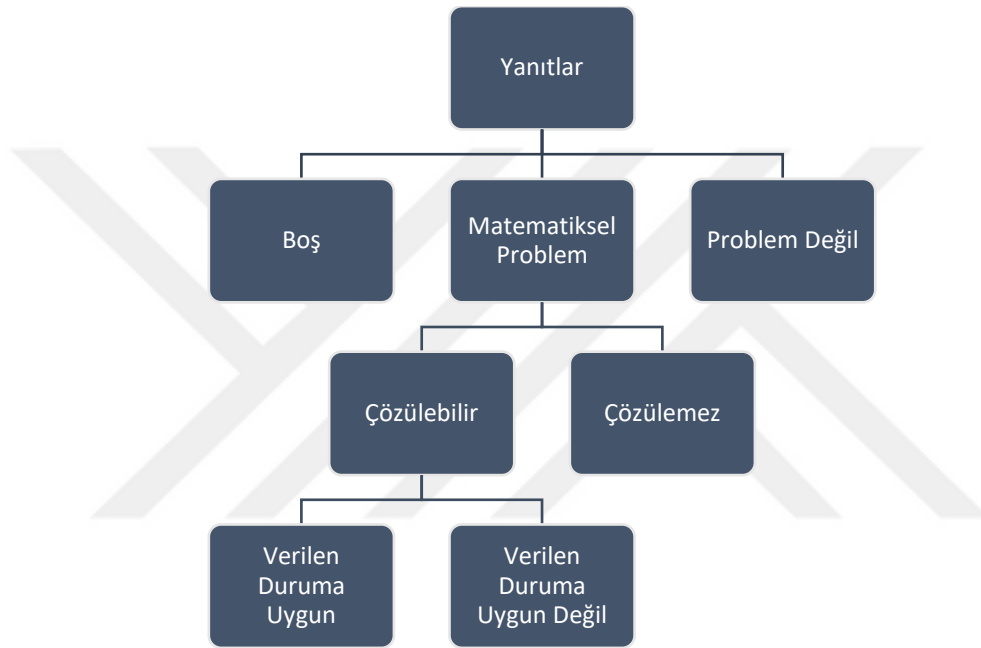 Yanıtlar
Boş
Matematiksel
Problem
Problem Değil
Çözülebilir
Çözülemez
Verilen
Duruma
Uygun
Verilen
Duruma
Uygun Değil